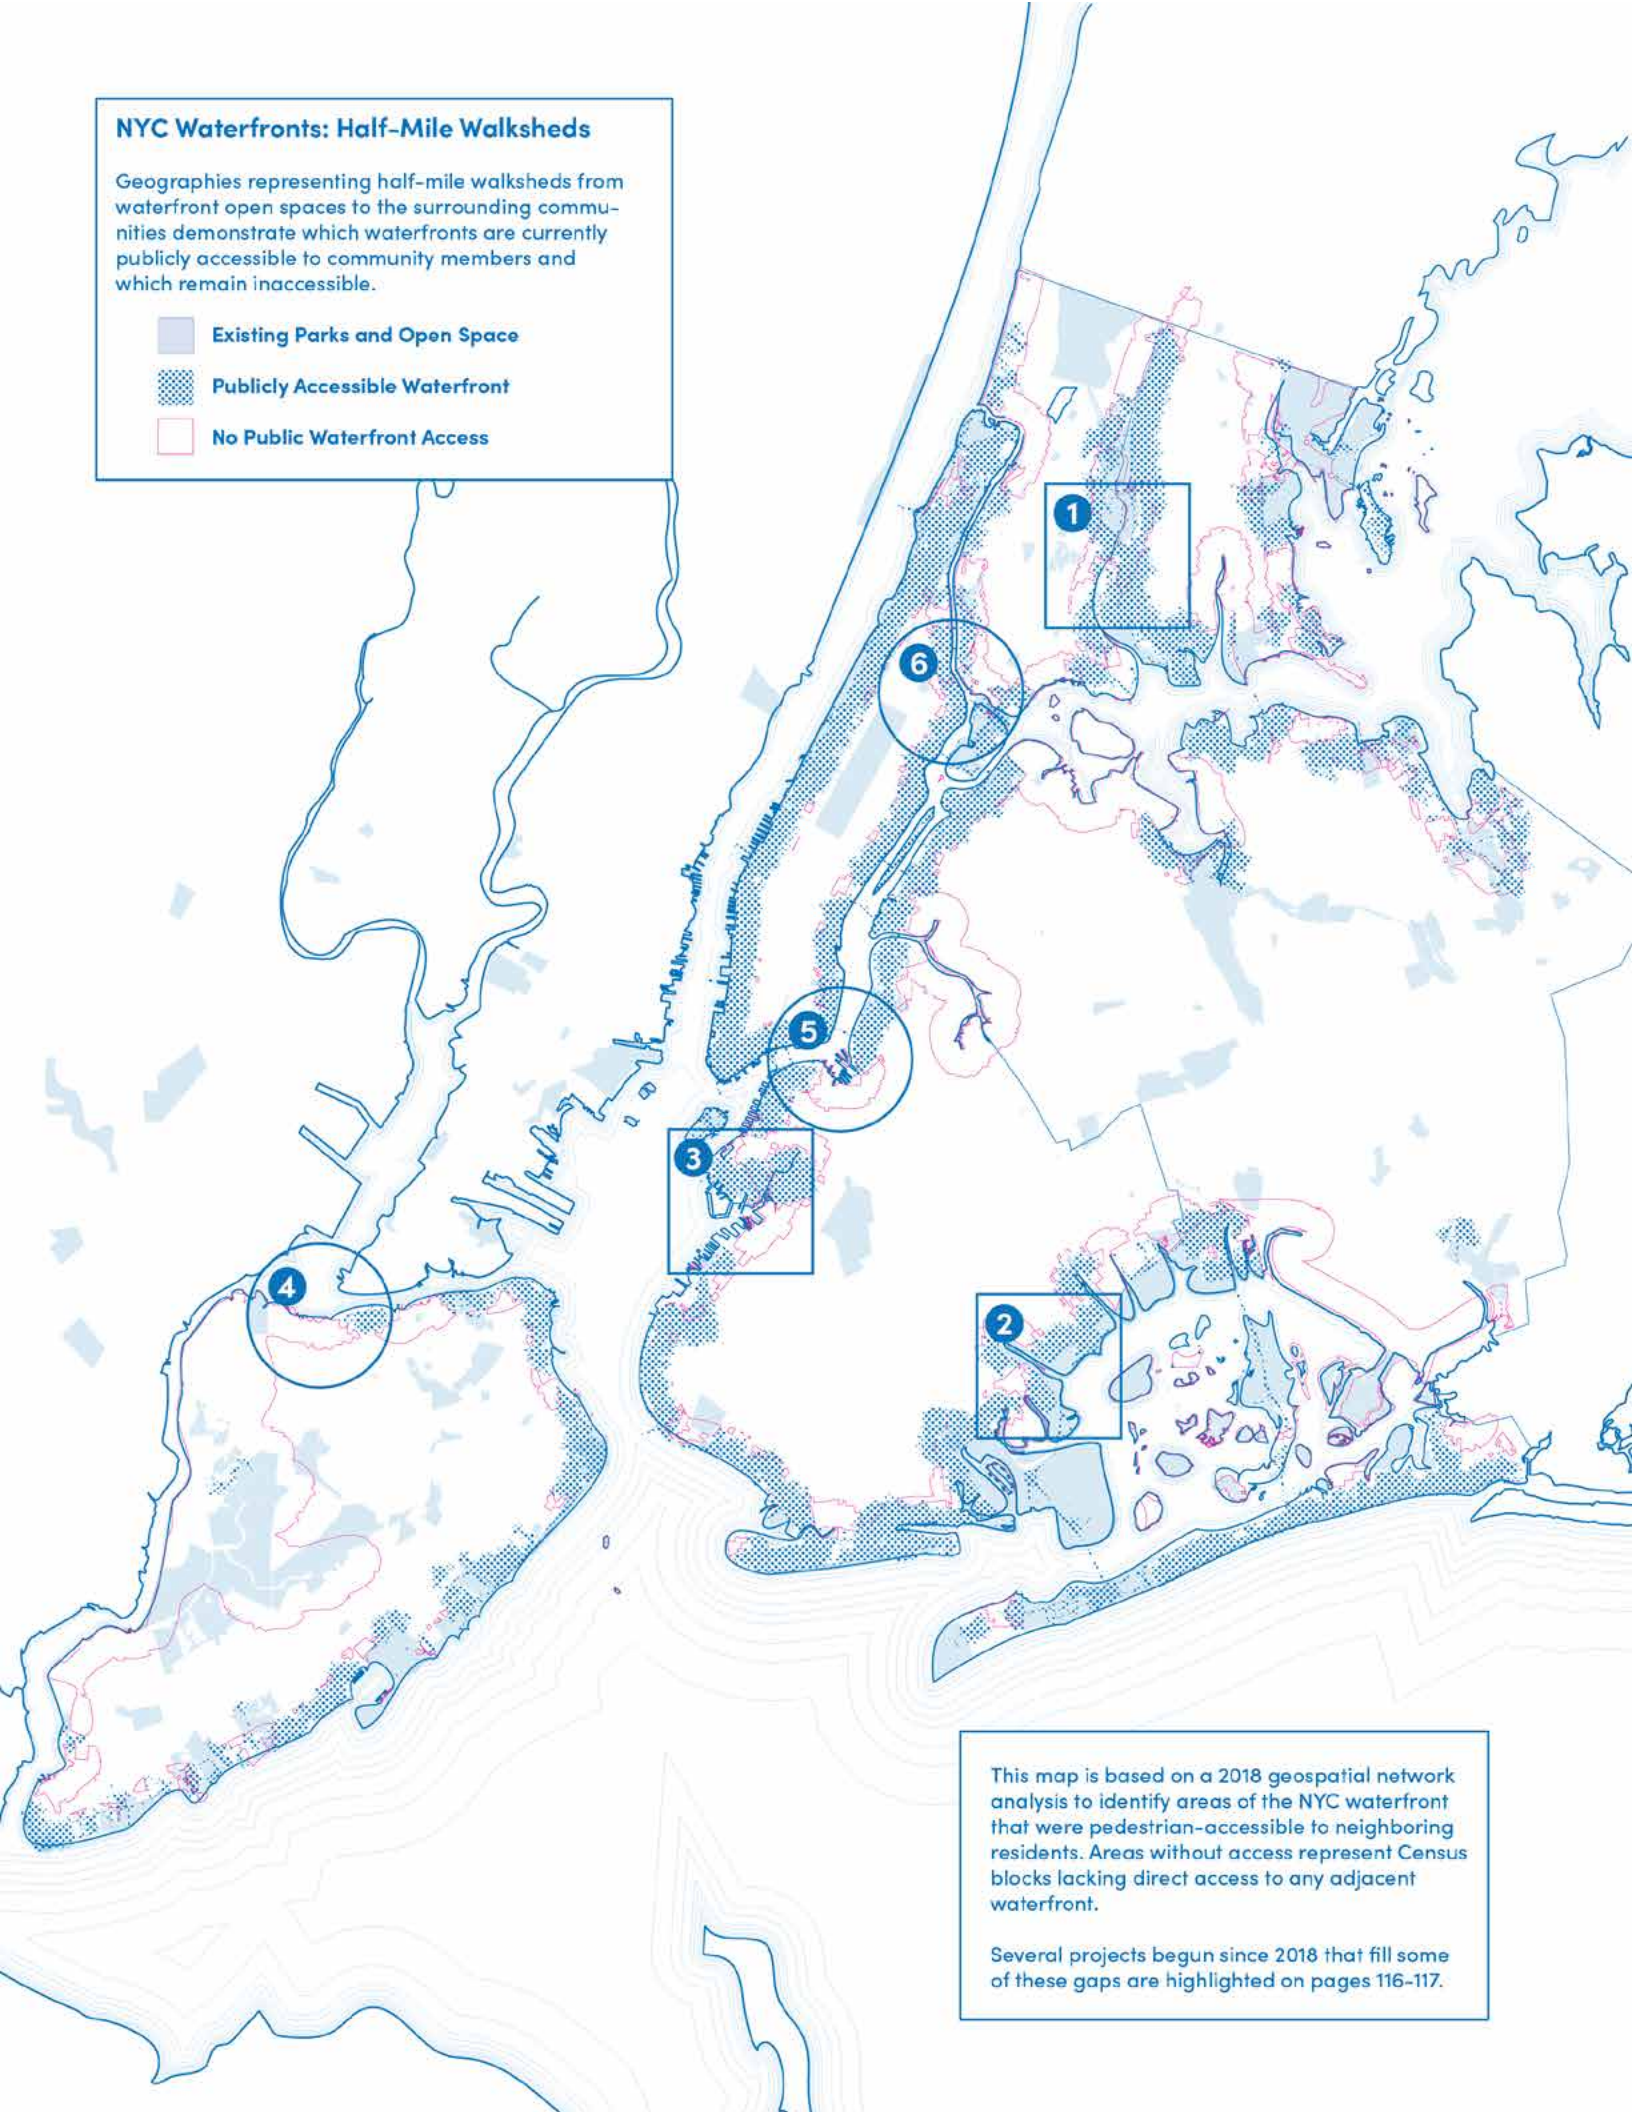 NYC Waterfronts: Half-Mile Walksheds
Geographies representing half-mile walksheds from
waterfront open spaces to the surrounding commu-
nities demonstrate which waterfronts are currently
publicly accessible to community members and
which remain inaccessible.
Existing Parks and Open Space
Publicly Accessible Waterfront
No Public Waterfront Access
1
6
5
3
4
2
This map is based on a 2018 geospatial network
analysis to identify areas of the NYC waterfront
that were pedestrian-accessible to neighboring
residents. Areas without access represent Census
blocks lacking direct access to any adjacent
waterfront.
Several projects begun since 2018 that fill some
of these gaps are highlighted on pages 116-117.